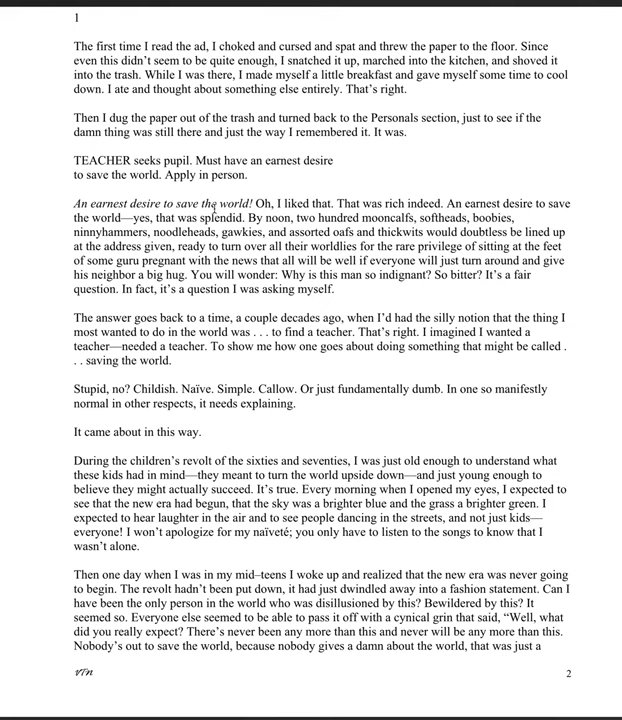 1
The first time I read the ad, I choked and cursed and spat and threw the paper to the floor. Since
even this didn’t seem to be quite enough, I snatched it up, marched into the kitchen, and shoved it
into the trash. While I was there, I made myself a little breakfast and gave myself some time to cool
down. I ate and thought about something else entirely. That’s right.
Then I dug the paper out of the trash and turned back to the Personals section, just to see if the
damn thing was still there and just the way I remembered it. It was.
TEACHER seeks pupil. Must have an earnest desire
to save the world. Apply in person.
An earnest desire to save the world! Oh, I liked that. That was rich indeed. An earnest desire to save
the world—yes, that was splendid. By noon, two hundred mooncalfs, softheads, boobies,
ninnyhammers, noodleheads, gawkies, and assorted oafs and thickwits would doubtless be lined up
at the address given, ready to turn over all their worldlies for the rare privilege of sitting at the feet
of some guru pregnant with the news that all will be well if everyone will just turn around and give
his neighbor a big hug. You will wonder: Why is this man so indignant? So bitter? It’s a fair
question. In fact, it’s a question I was asking myself.
The answer goes back to a time, a couple decades ago, when I’d had the silly notion that the thing I
most wanted to do in the world was . . . to find a teacher. That’s right. I imagined I wanted a
teacher—needed a teacher. To show me how one goes about doing something that might be called .
. . saving the world.
Stupid, no? Childish. Naïve. Simple. Callow. Or just fundamentally dumb. In one so manifestly
normal in other respects, it needs explaining.
It came about in this way.
During the children’s revolt of the sixties and seventies, I was just old enough to understand what
these kids had in mind—they meant to turn the world upside down—and just young enough to
believe they might actually succeed. It’s true. Every morning when I opened my eyes, I expected to
see that the new era had begun, that the sky was a brighter blue and the grass a brighter green. I
expected to hear laughter in the air and to see people dancing in the streets, and not just kids—
everyone! I won’t apologize for my naïveté; you only have to listen to the songs to know that I
wasn’t alone.
Then one day when I was in my mid–teens I woke up and realized that the new era was never going
to begin. The revolt hadn’t been put down, it had just dwindled away into a fashion statement. Can I
have been the only person in the world who was disillusioned by this? Bewildered by this? It
seemed so. Everyone else seemed to be able to pass it off with a cynical grin that said, “Well, what
did you really expect? There’s never been any more than this and never will be any more than this.
Nobody’s out to save the world, because nobody gives a damn about the world, that was just a
2